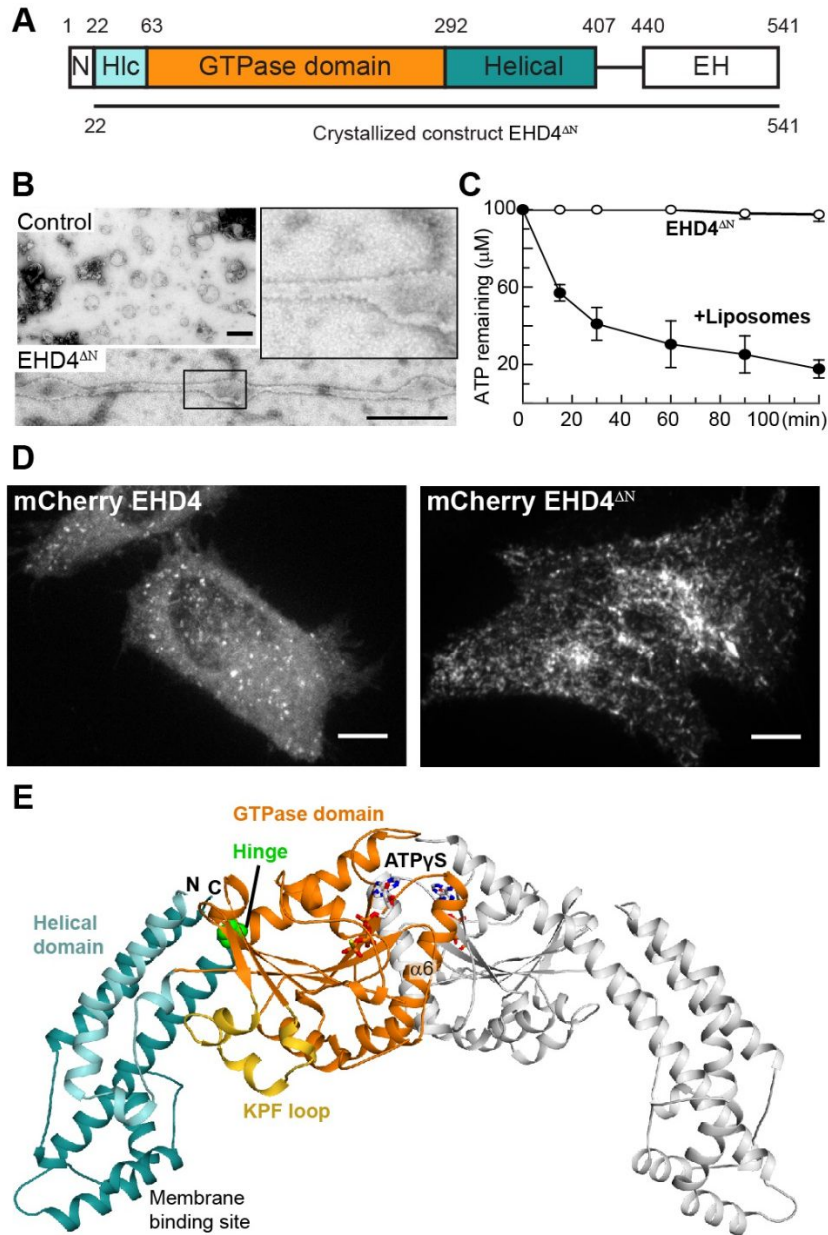 A
1 22 63 292 407 440 541
N Hlc GTPase domain Helical EH
22 Crystallized construct EHD4ΔN 541
B
Control
EHD4ΔN
C
100
60
20
ATP remaining (µM)
EHD4ΔN
+Liposomes
0 20 40 60 80 100 (min)
D
mCherry EHD4
mCherry EHD4ΔN
E
GTPase domain
Hinge
ATPγS
N C
Helical
domain
α6
KPF loop
Membrane
binding site